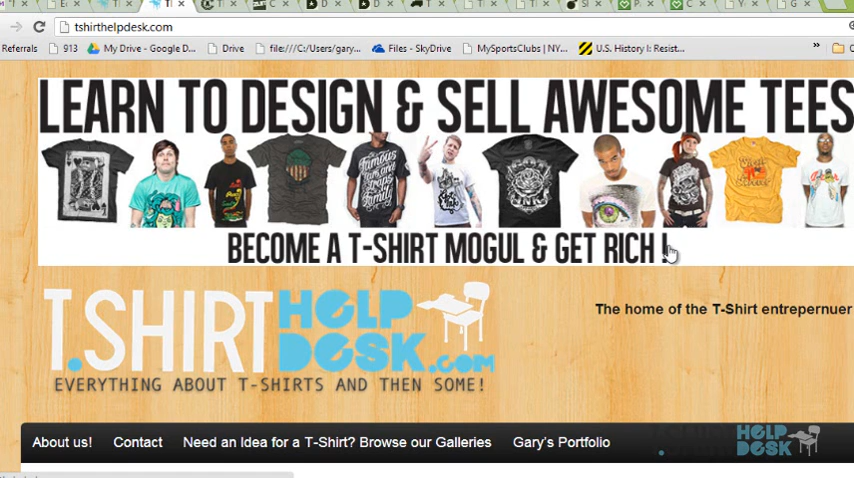 tshirthelpdesk.com
Referrals 913 My Drive - Google D... Drive file:///C:/Users/gary... Files - SkyDrive MySportsClubs | NY... U.S. History I: Resist... »
LEARN TO DESIGN & SELL AWESOME TEES
BECOME A T-SHIRT MOGUL & GET RICH !
T.SHIRT HELP DESK.COM
EVERYTHING ABOUT T-SHIRTS AND THEN SOME!
The home of the T-Shirt entrepernuer
About us! Contact Need an Idea for a T-Shirt? Browse our Galleries Gary's Portfolio
HELP DESK